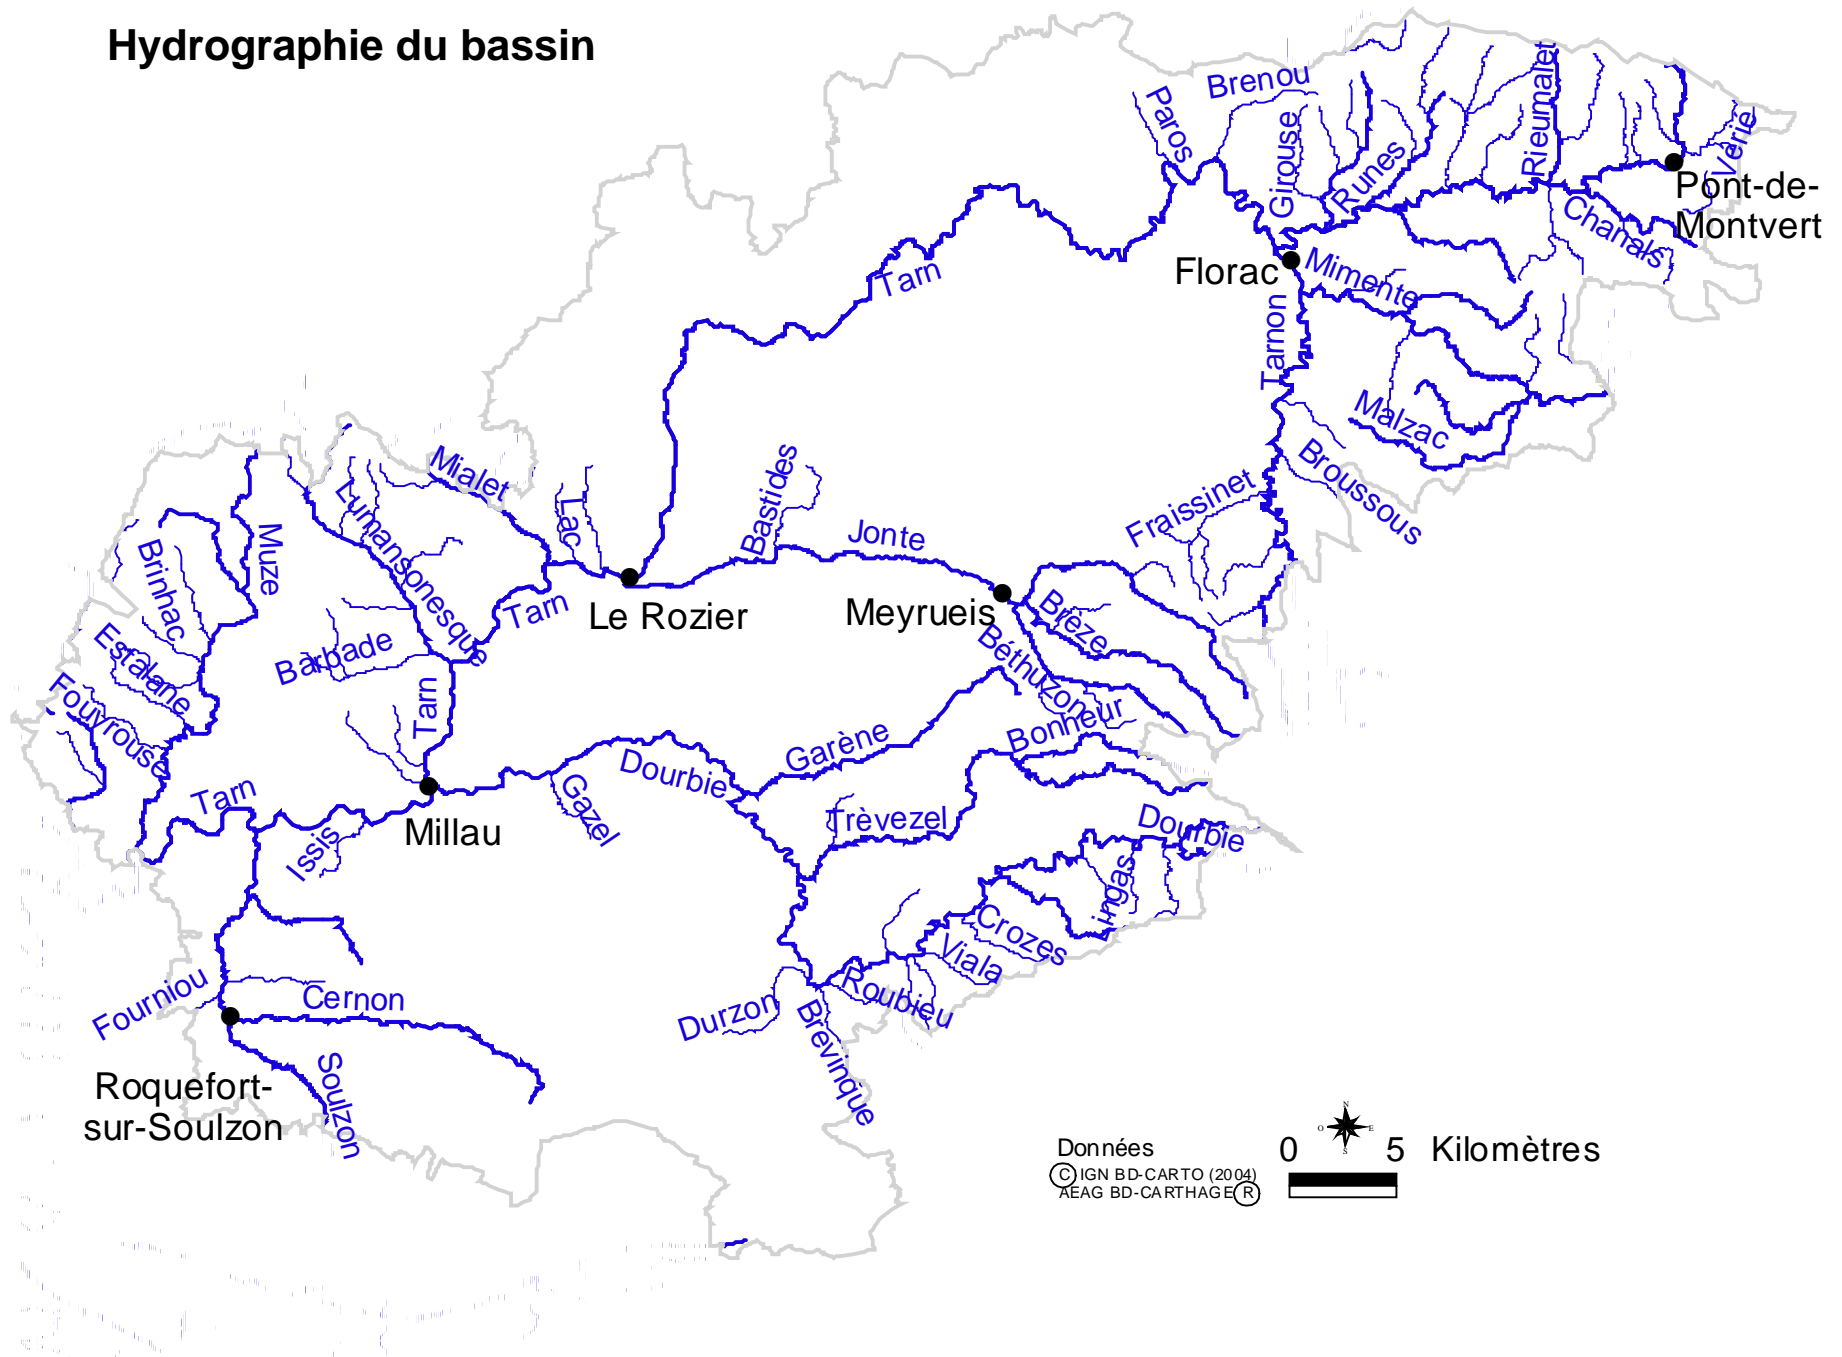 Hydrographie du bassin
Paros
Brenou
Girouse
Runes
Rieumalet
Vérié
Pont-de-
Montvert
Chanals
Tarn
Florac
Mimente
Tarnon
Malzac
Broussous
Fraissinet
Mialet
Lac
Bastides
Jonte
Muze
Lumansonesque
Brinhac
Tarn
Le Rozier
Meyrueis
Brèze
Béthuzon
Barbade
Estalane
Fouyrouse
Tarn
Bonheur
Garène
Dourbie
Gazel
Tarn
Millau
Issis
Trèvezel
Dourbie
Lingas
Crozes
Viala
Roubieu
Durzon
Brevinque
Fourniou
Cernon
Roquefort-
sur-Soulzon
Soulzon
N
O
E
S
Données
C IGN BD-CARTO (2004)
AEAG BD-CARTHAGE R
0 5 Kilomètres